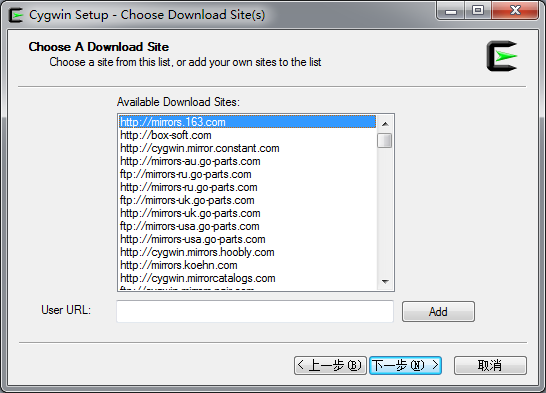 Cygwin Setup - Choose Download Site(s)
Choose A Download Site
Choose a site from this list, or add your own sites to the list
Available Download Sites:
http://mirrors.163.com
http://box-soft.com
http://cygwin.mirror.constant.com
http://mirrors-au.go-parts.com
ftp://mirrors-ru.go-parts.com
http://mirrors-ru.go-parts.com
ftp://mirrors-uk.go-parts.com
http://mirrors-uk.go-parts.com
ftp://mirrors-usa.go-parts.com
http://mirrors-usa.go-parts.com
http://cygwin.mirrors.hoobly.com
http://mirrors.koehn.com
http://cygwin.mirrorcatalogs.com
ftp://cygwin.mirrors.pair.com
User URL:
Add
< 上一步(B)
下一步(N) >
取消